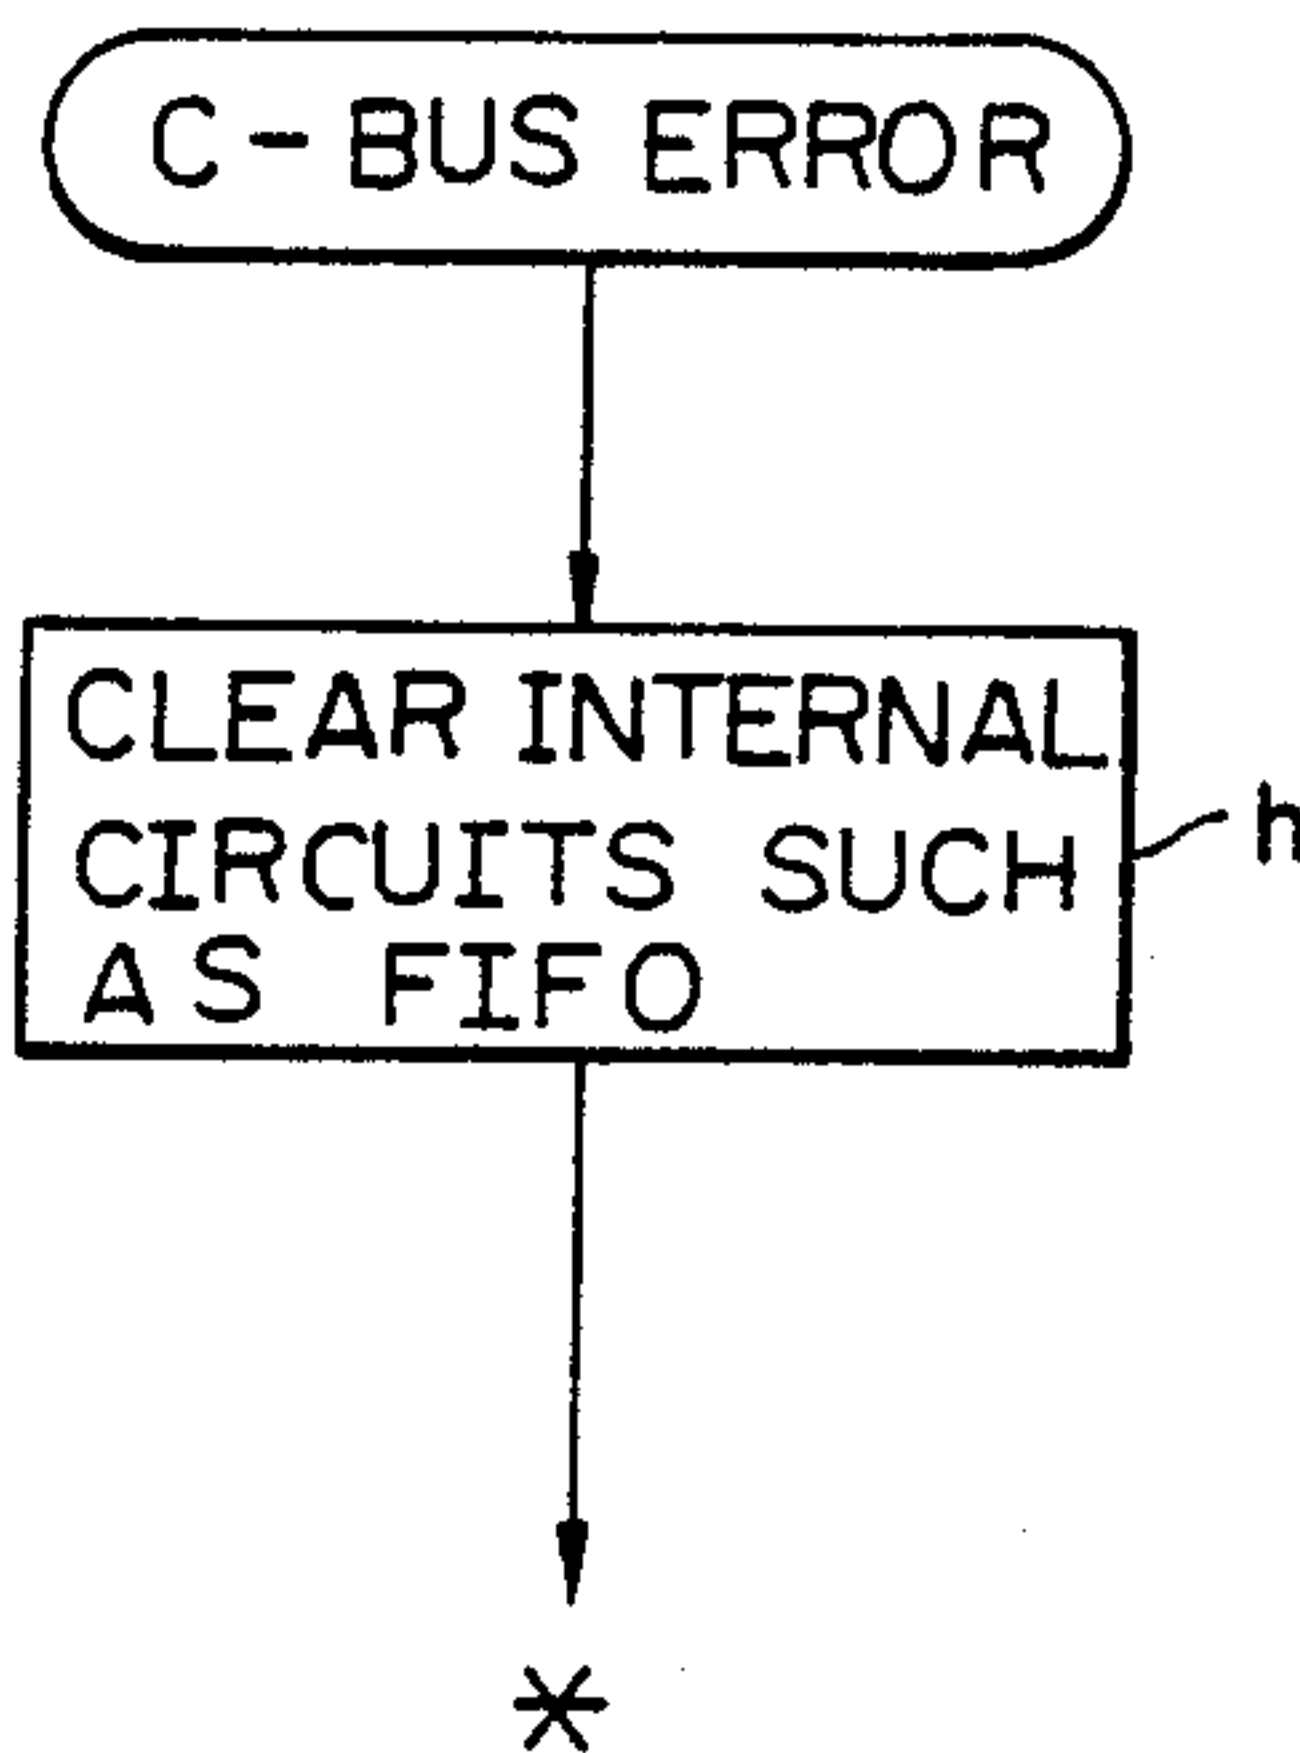 C-BUS ERROR
CLEAR INTERNAL
CIRCUITS SUCH
AS FIFO
h
*